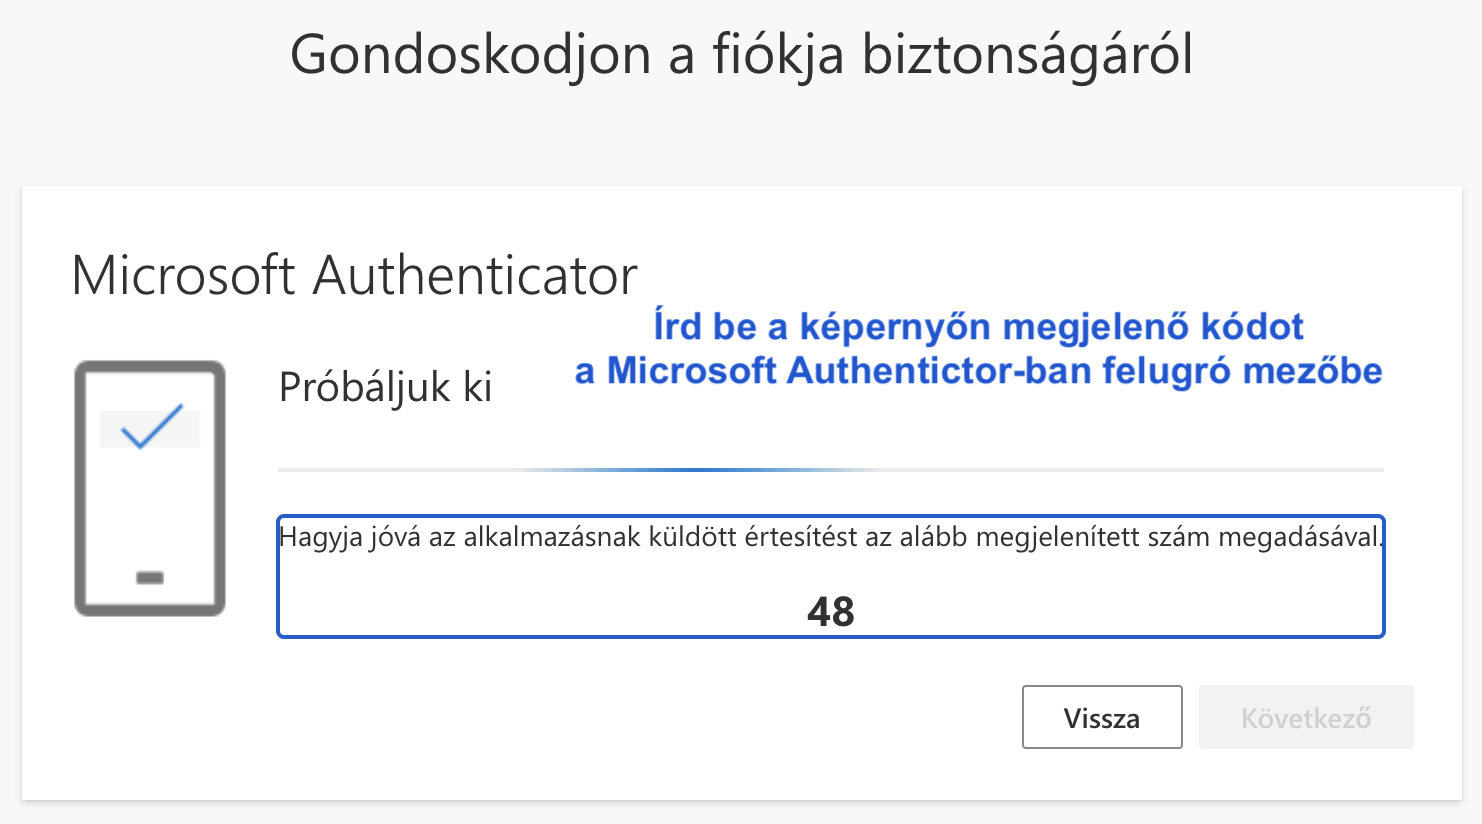 Gondoskodjon a fiókja biztonságáról
Microsoft Authenticator
Írd be a képernyőn megjelenő kódot
a Microsoft Authentictor-ban felugró mezőbe
Próbáljuk ki
Hagyja jóvá az alkalmazásnak küldött értesítést az alább megjelenített szám megadásával.
48
Vissza
Következő